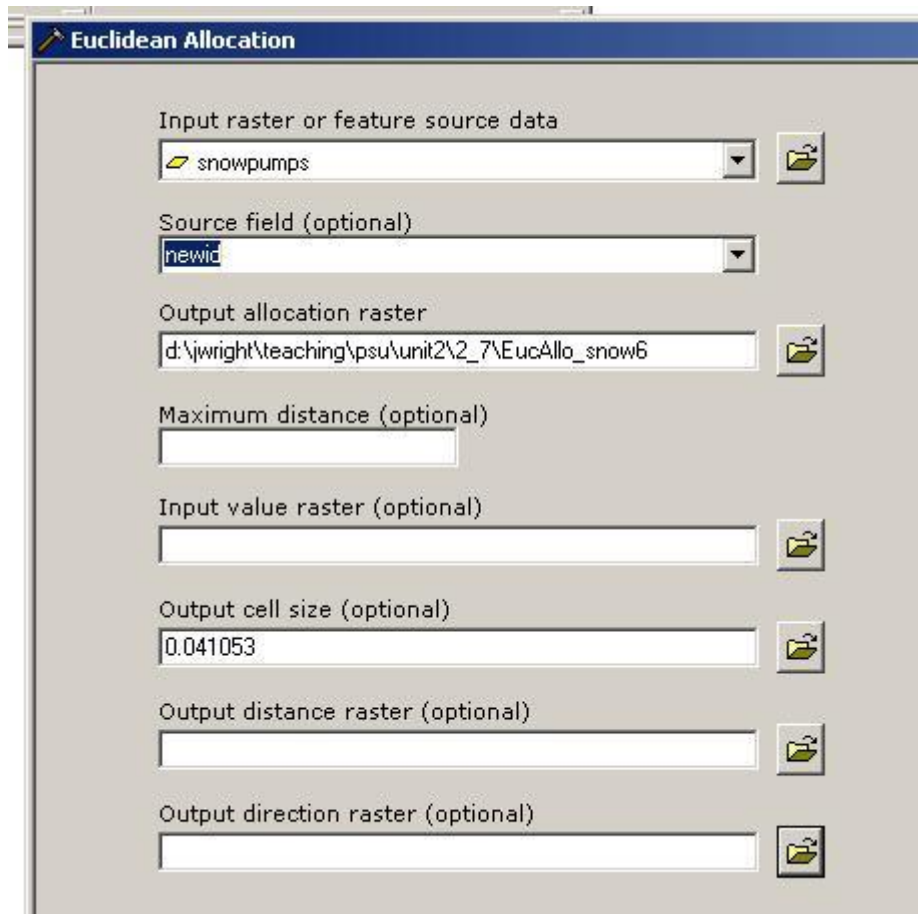 Euclidean Allocation
Input raster or feature source data
snowpumps
Source field (optional)
newid
Output allocation raster
d:\jwright\teaching\psu\unit2\2_7\EucAllo_snow6
Maximum distance (optional)
Input value raster (optional)
Output cell size (optional)
0.041053
Output distance raster (optional)
Output direction raster (optional)